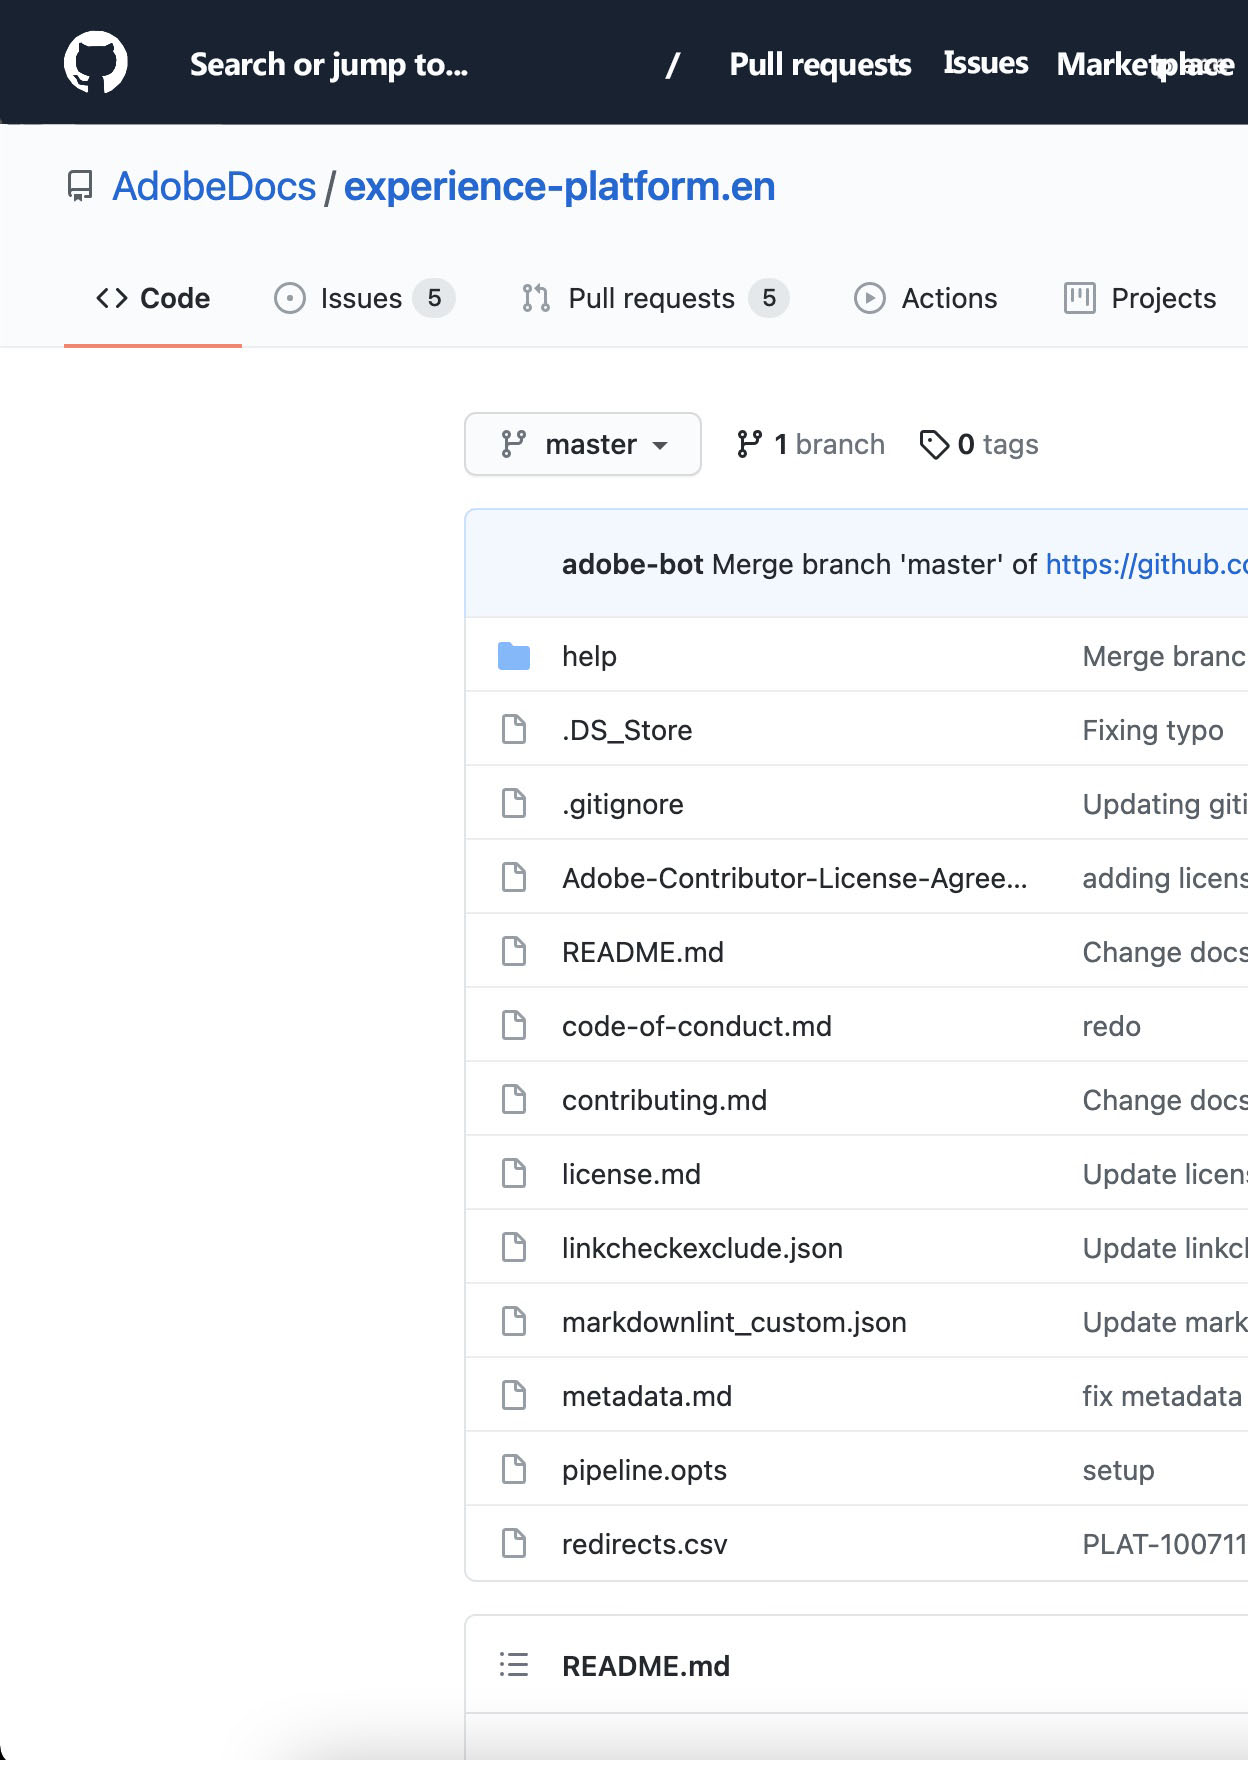 Search or jump to... / Pull requests Issues Marketplace
AdobeDocs / experience-platform.en
Code Issues 5 Pull requests 5 Actions Projects
master 1 branch 0 tags
adobe-bot Merge branch 'master' of https://github.co
help Merge branc
.DS_Store Fixing typo
.gitignore Updating giti
Adobe-Contributor-License-Agree... adding licens
README.md Change docs
code-of-conduct.md redo
contributing.md Change docs
license.md Update licens
linkcheckexclude.json Update linkcl
markdownlint_custom.json Update mark
metadata.md fix metadata
pipeline.opts setup
redirects.csv PLAT-100711
README.md